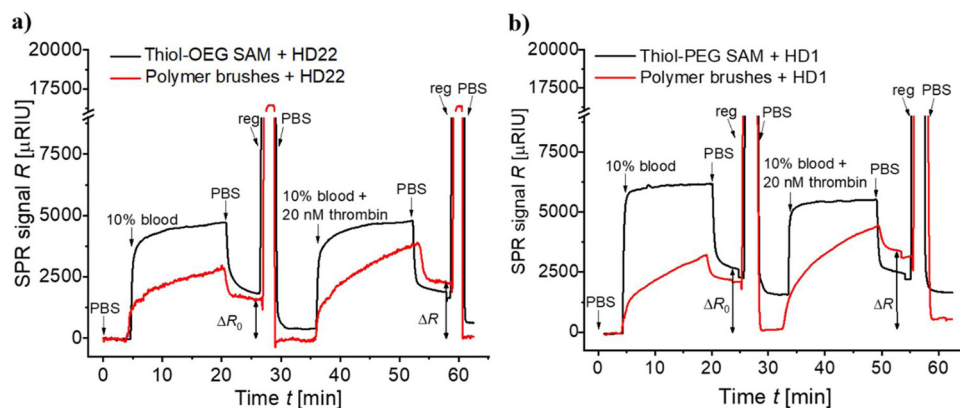 a)
20000
17500
7500
5000
2500
0
SPR signal R [µRIU]
Thiol-OEG SAM + HD22
Polymer brushes + HD22
reg
PBS
reg
PBS
10% blood
PBS
10% blood +
20 nM thrombin
PBS
PBS
ΔR₀
ΔR
0 10 20 30 40 50 60
Time t [min]
b)
20000
17500
7500
5000
2500
0
SPR signal R [µRIU]
Thiol-PEG SAM + HD1
Polymer brushes + HD1
reg
PBS
reg
PBS
10% blood
PBS
10% blood +
20 nM thrombin
PBS
PBS
ΔR₀
ΔR
0 10 20 30 40 50 60
Time t [min]